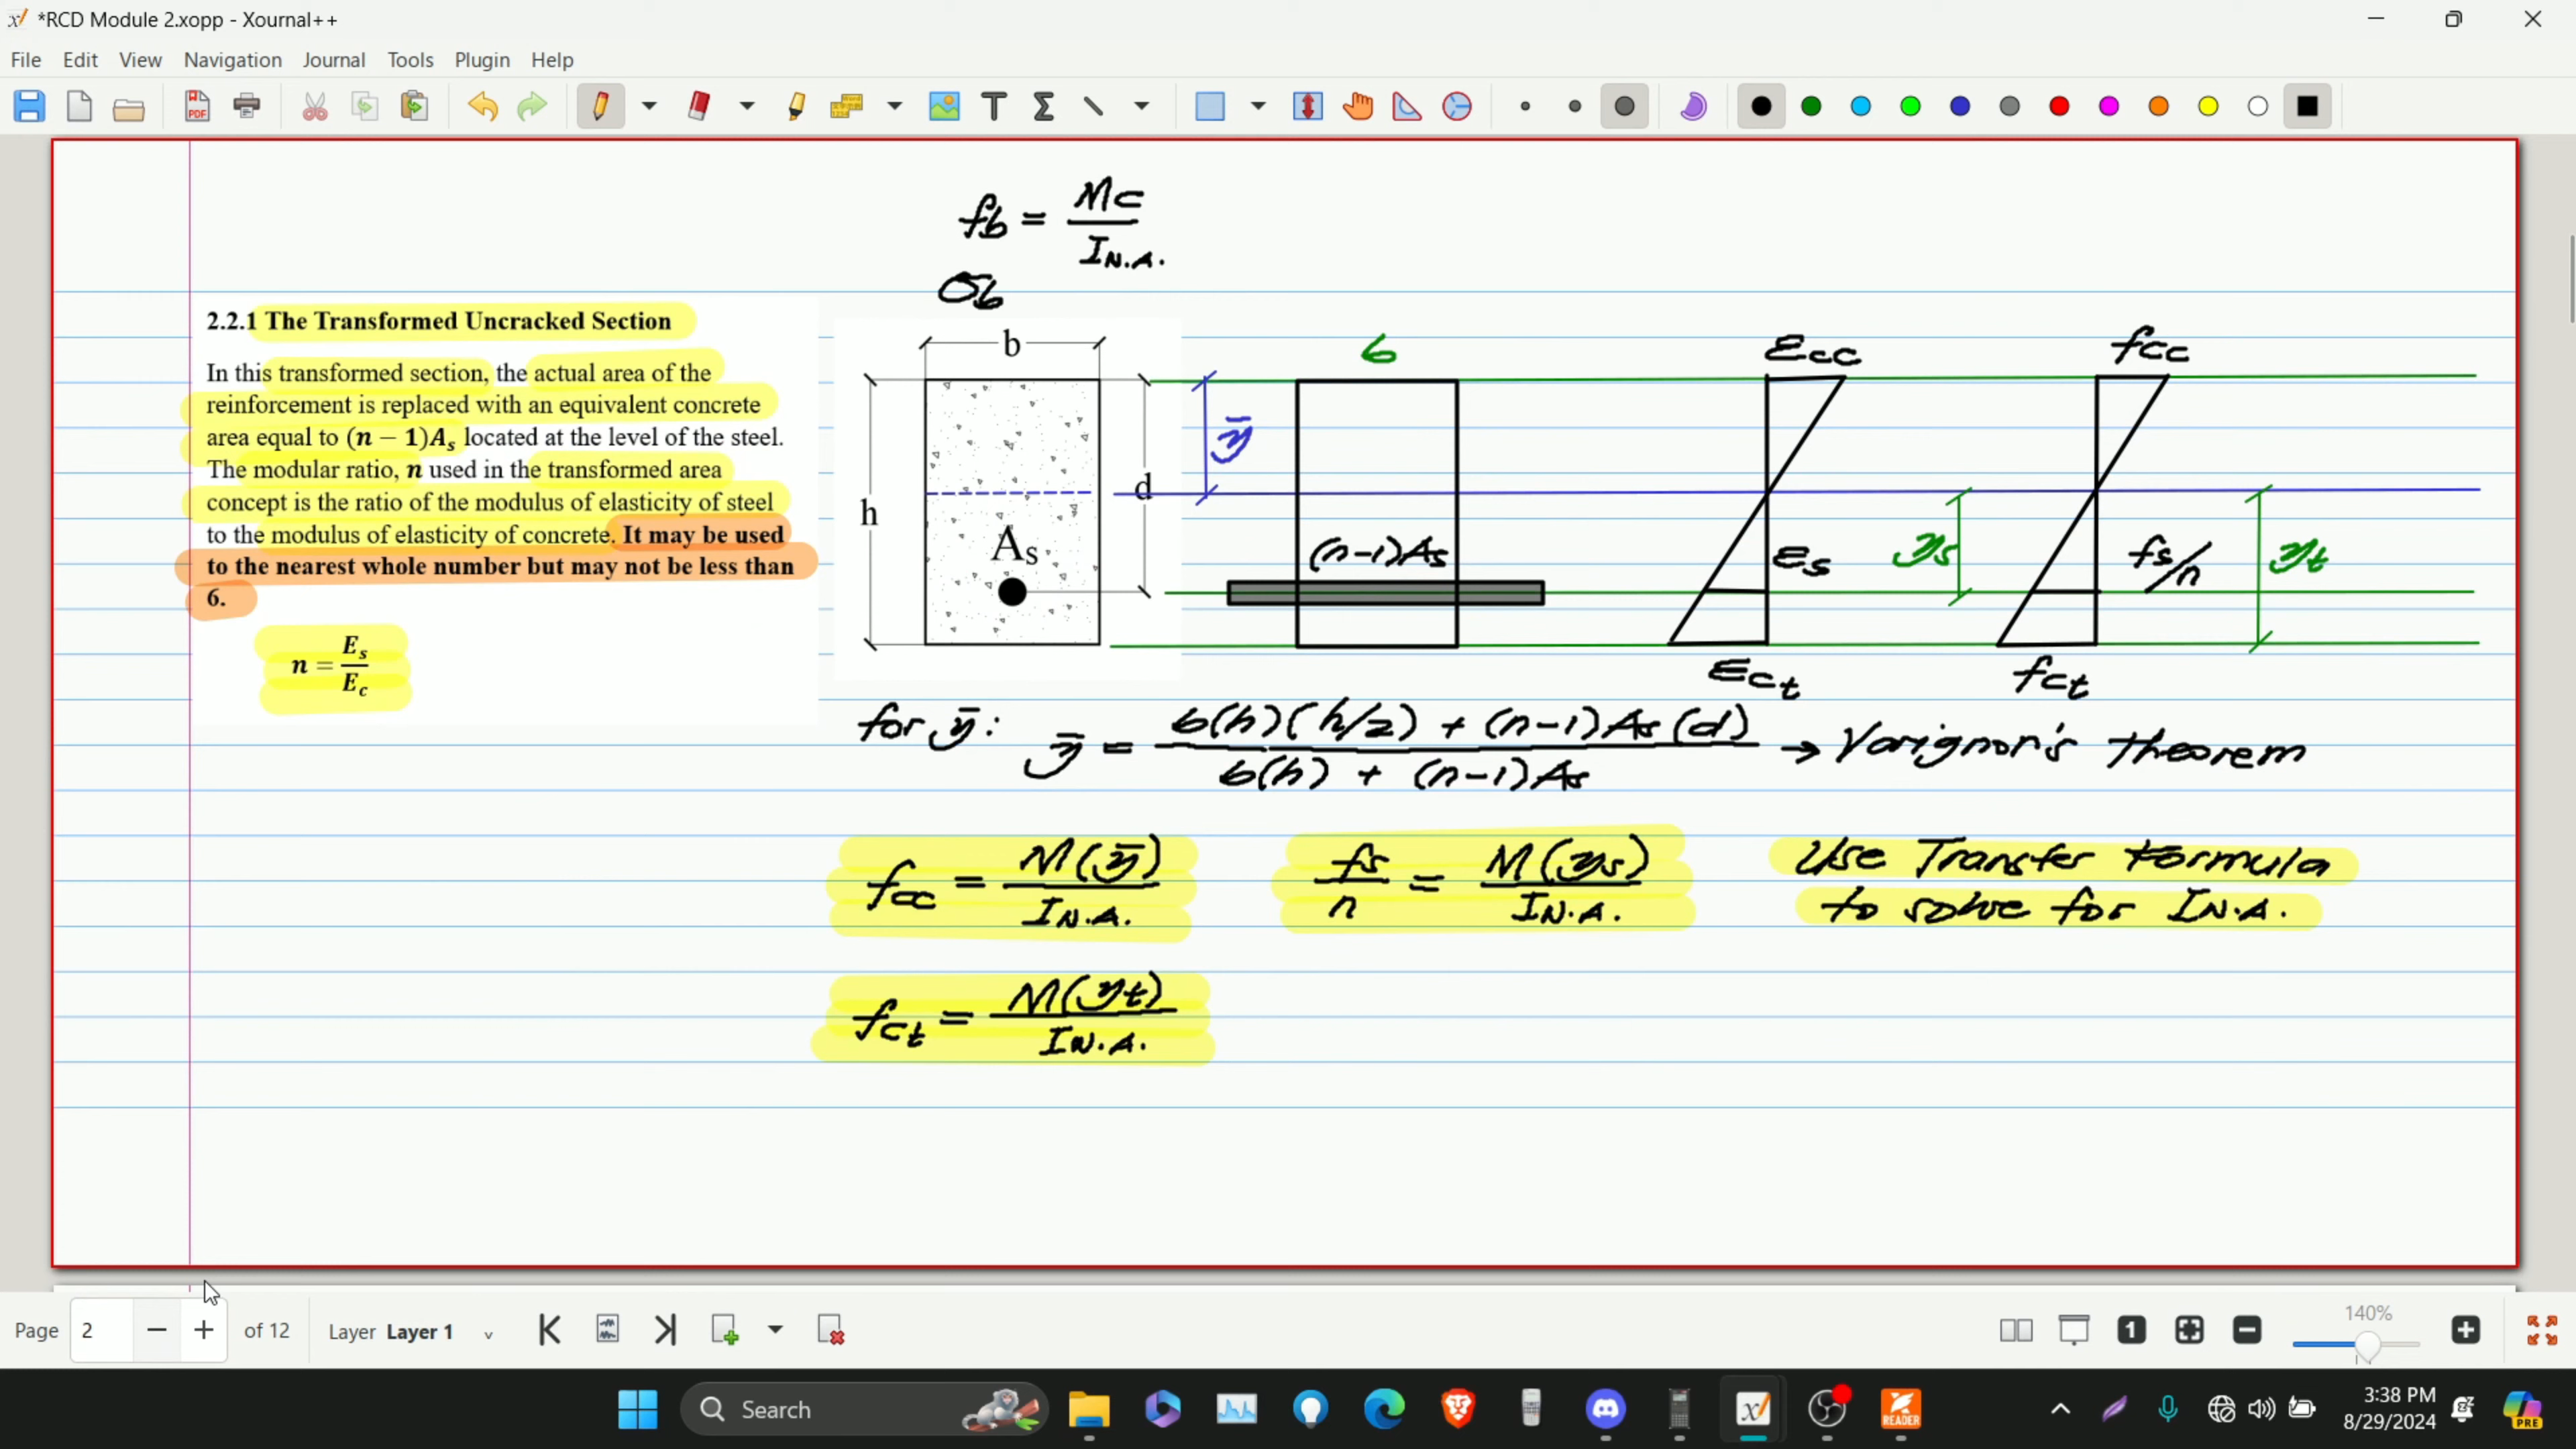 *RCD Module 2.xopp - Xournal++
File Edit View Navigation Journal Tools Plugin Help
fb = Mc / I N.A.
σb
2.2.1 The Transformed Uncracked Section
In this transformed section, the actual area of the
reinforcement is replaced with an equivalent concrete
area equal to (n − 1)As located at the level of the steel.
The modular ratio, n used in the transformed area
concept is the ratio of the modulus of elasticity of steel
to the modulus of elasticity of concrete. It may be used
to the nearest whole number but may not be less than
6.
n = Es / Ec
b
h
d
As
ȳ
b
(n-1)As
εcc
εs
εct
ys
fcc
fs/n
fct
yt
for ȳ: ȳ = b(h)(h/2) + (n-1)As(d) / b(h) + (n-1)As → Varignon's theorem
fcc = M(ȳ) / I N.A.
fs / n = M(ys) / I N.A.
Use Transfer Formula
to solve for I N.A.
fct = M(yt) / I N.A.
Page 2 of 12 Layer Layer 1
1
140%
Search
READER
3:38 PM
8/29/2024
PRE